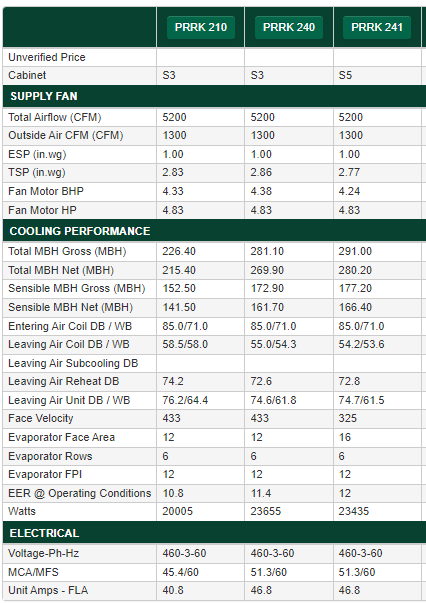 PRRK 210 PRRK 240 PRRK 241
Unverified Price
Cabinet S3 S3 S5
SUPPLY FAN
Total Airflow (CFM) 5200 5200 5200
Outside Air CFM (CFM) 1300 1300 1300
ESP (in.wg) 1.00 1.00 1.00
TSP (in.wg) 2.83 2.86 2.77
Fan Motor BHP 4.33 4.38 4.24
Fan Motor HP 4.83 4.83 4.83
COOLING PERFORMANCE
Total MBH Gross (MBH) 226.40 281.10 291.00
Total MBH Net (MBH) 215.40 269.90 280.20
Sensible MBH Gross (MBH) 152.50 172.90 177.20
Sensible MBH Net (MBH) 141.50 161.70 166.40
Entering Air Coil DB / WB 85.0/71.0 85.0/71.0 85.0/71.0
Leaving Air Coil DB / WB 58.5/58.0 55.0/54.3 54.2/53.6
Leaving Air Subcooling DB
Leaving Air Reheat DB 74.2 72.6 72.8
Leaving Air Unit DB / WB 76.2/64.4 74.6/61.8 74.7/61.5
Face Velocity 433 433 325
Evaporator Face Area 12 12 16
Evaporator Rows 6 6 6
Evaporator FPI 12 12 12
EER @ Operating Conditions 10.8 11.4 12
Watts 20005 23655 23435
ELECTRICAL
Voltage-Ph-Hz 460-3-60 460-3-60 460-3-60
MCA/MFS 45.4/60 51.3/60 51.3/60
Unit Amps - FLA 40.8 46.8 46.8